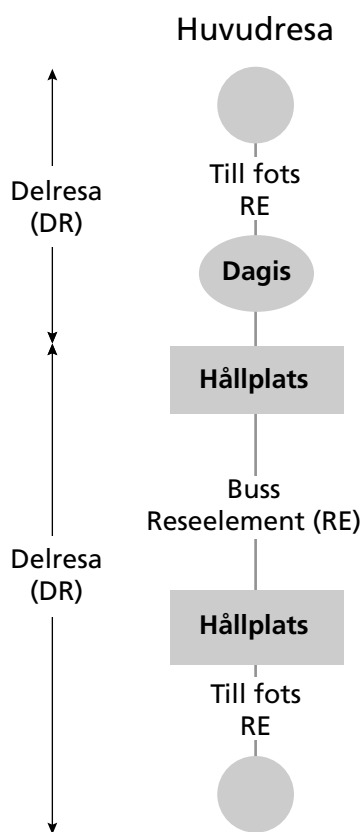 Huvudresa
Till fots
RE
Delresa
(DR)
Dagis
Hållplats
Buss
Reseelement (RE)
Delresa
(DR)
Hållplats
Till fots
RE